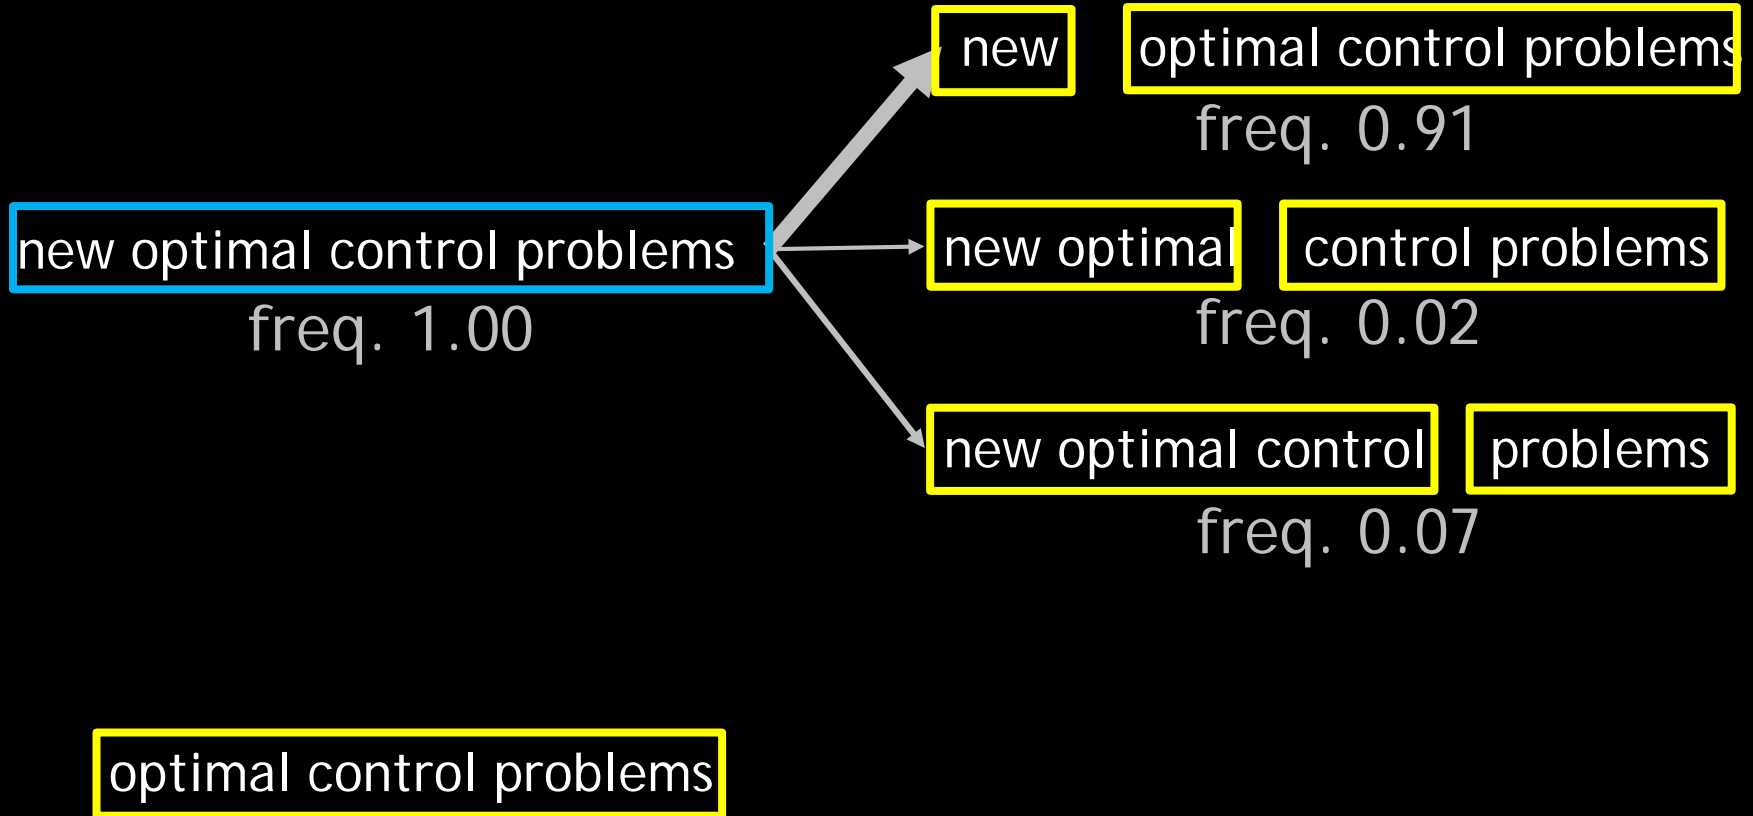 new optimal control problems
freq. 0.91
new optimal control problems
freq. 1.00
new optimal control problems
freq. 0.02
new optimal control problems
freq. 0.07
optimal control problems